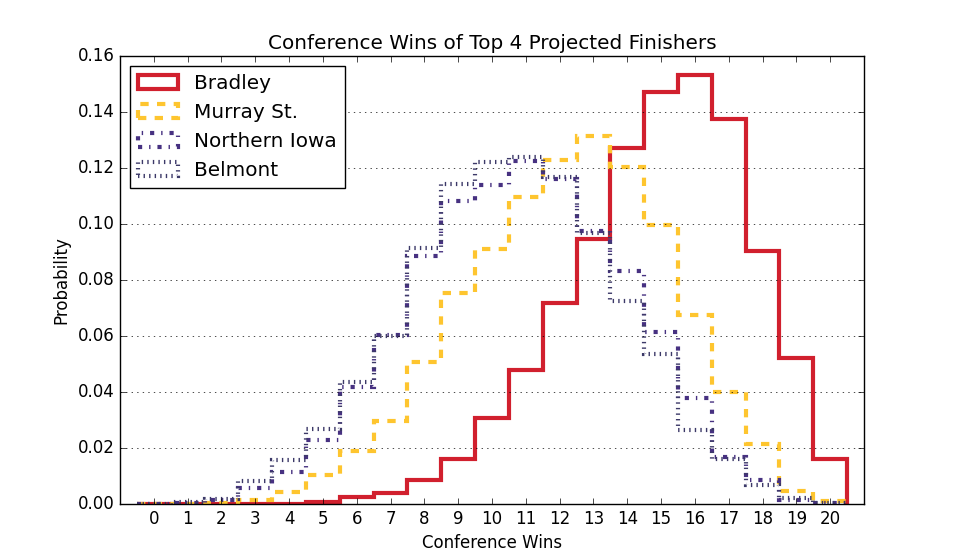 Conference Wins of Top 4 Projected Finishers
0.16
0.14
0.12
0.10
0.08
0.06
0.04
0.02
0.00
Probability
Bradley
Murray St.
Northern Iowa
Belmont
0 1 2 3 4 5 6 7 8 9 10 11 12 13 14 15 16 17 18 19 20
Conference Wins